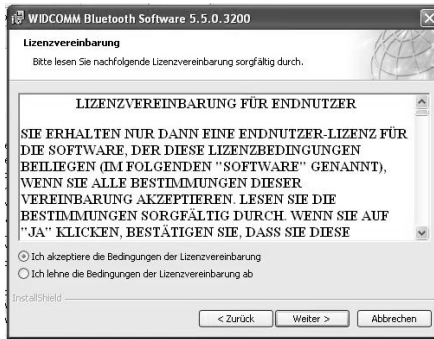 WIDCOMM Bluetooth Software 5.5.0.3200
Lizenzvereinbarung
Bitte lesen Sie nachfolgende Lizenzvereinbarung sorgfältig durch.
LIZENZVEREINBARUNG FÜR ENDNUTZER
SIE ERHALTEN NUR DANN EINE ENDNUTZER-LIZENZ FÜR
DIE SOFTWARE, DER DIESE LIZENZBEDINGUNGEN
BEILIEGEN (IM FOLGENDEN "SOFTWARE" GENANNT),
WENN SIE ALLE BESTIMMUNGEN DIESER
VEREINBARUNG AKZEPTIEREN. LESEN SIE DIE
BESTIMMUNGEN SORGFÄLTIG DURCH. WENN SIE AUF
"JA" KLICKEN, BESTÄTIGEN SIE, DASS SIE DIESE
Ich akzeptiere die Bedingungen der Lizenzvereinbarung
Ich lehne die Bedingungen der Lizenzvereinbarung ab
InstallShield
< Zurück Weiter > Abbrechen